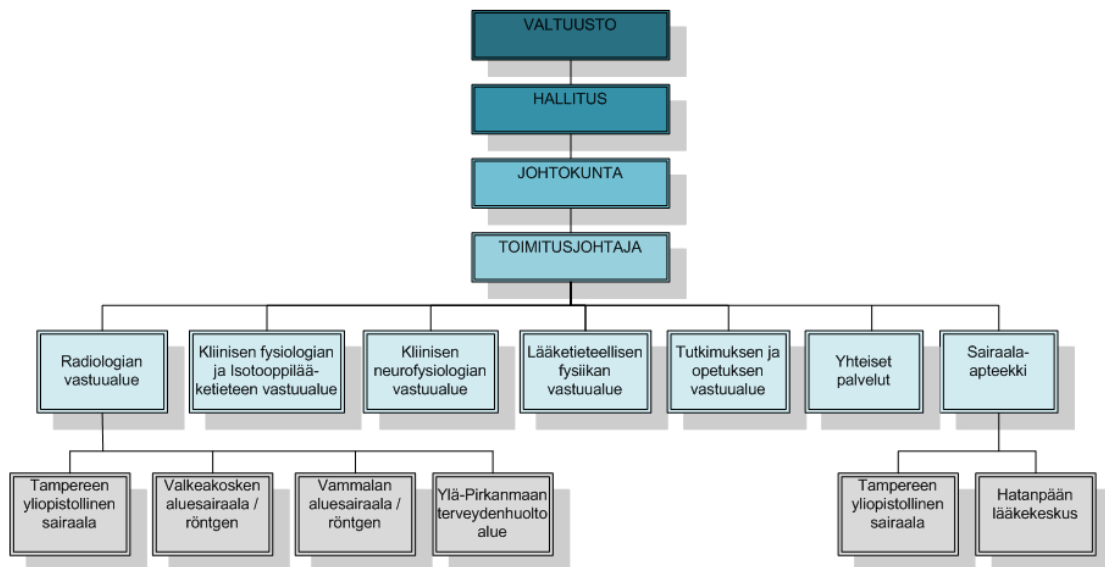 VALTUUSTO
HALLITUS
JOHTOKUNTA
TOIMITUSJOHTAJA
Radiologian
vastuualue
Kliinisen fysiologian
ja Isotooppilää-
ketieteen vastuualue
Kliinisen
neurofysiologian
vastuualue
Lääketieteellisen
fysiikan
vastuualue
Tutkimuksen ja
opetuksen
vastuualue
Yhteiset
palvelut
Sairaala-
apteekki
Tampereen
yliopistollinen
sairaala
Valkeakosken
aluesairaala /
röntgen
Vammalan
aluesairaala /
röntgen
Ylä-Pirkanmaan
terveydenhuolto
alue
Tampereen
yliopistollinen
sairaala
Hatanpään
lääkekeskus